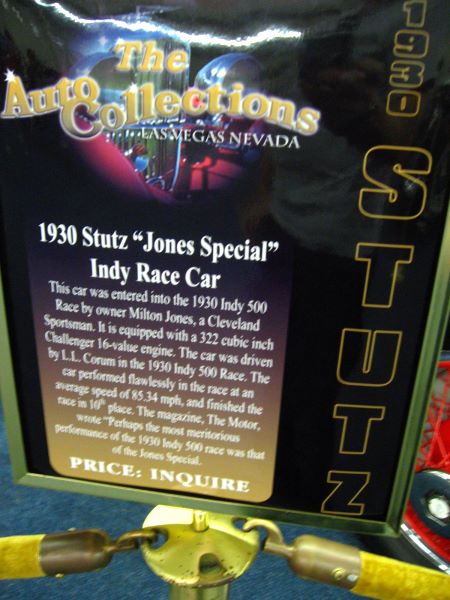 The
Auto Collections
LAS VEGAS NEVADA
1930 Stutz "Jones Special"
Indy Race Car
This car was entered into the 1930 Indy 500
Race by owner Milton Jones, a Cleveland
Sportsman. It is equipped with a 322 cubic inch
Challenger 16-value engine. The car was driven
by L.L. Corum in the 1930 Indy 500 Race. The
car performed flawlessly in the race at an
average speed of 85.34 mph, and finished the
race in 10th place. The magazine, The Motor,
wrote "Perhaps the most meritorious
performance of the 1930 Indy 500 race was that
of the Jones Special.
PRICE: INQUIRE
1930 STUTZ